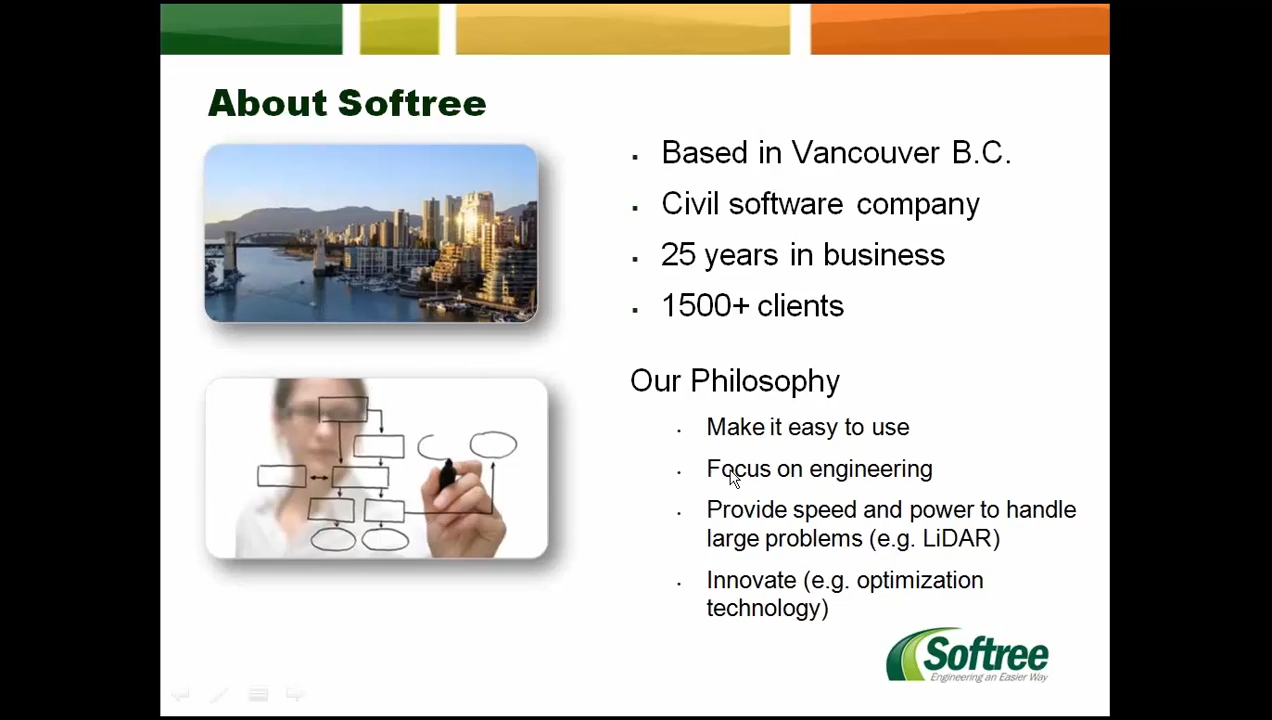 About Softree
Based in Vancouver B.C.
Civil software company
25 years in business
1500+ clients
Our Philosophy
Make it easy to use
Focus on engineering
Provide speed and power to handle
large problems (e.g. LiDAR)
Innovate (e.g. optimization
technology)
Softree
Engineering an Easier Way